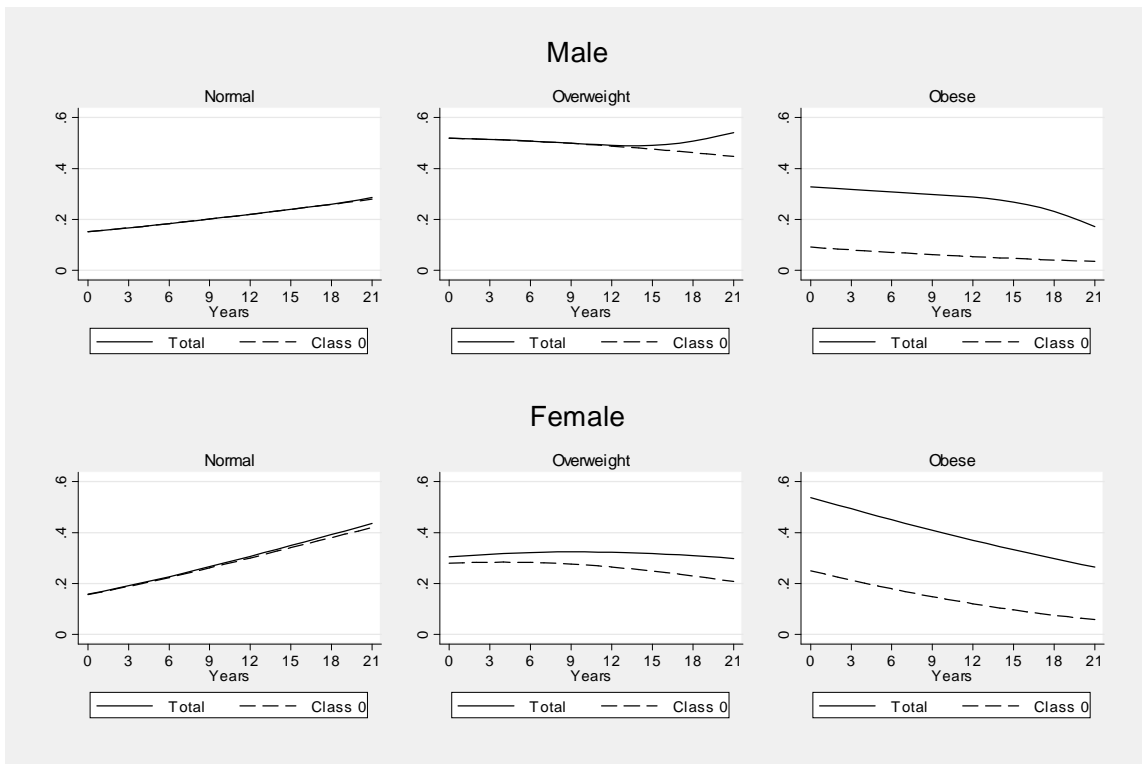 Male
Normal Overweight Obese
.6 .6 .6
.4 .4 .4
.2 .2 .2
0 0 0
0 3 6 9 12 15 18 21 0 3 6 9 12 15 18 21 0 3 6 9 12 15 18 21
Years Years Years
Total Class 0 Total Class 0 Total Class 0
Female
Normal Overweight Obese
.6 .6 .6
.4 .4 .4
.2 .2 .2
0 0 0
0 3 6 9 12 15 18 21 0 3 6 9 12 15 18 21 0 3 6 9 12 15 18 21
Years Years Years
Total Class 0 Total Class 0 Total Class 0